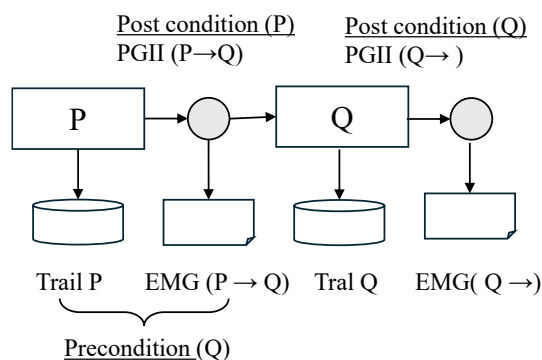 Post condition (P)
PGII (P→Q)
Post condition (Q)
PGII (Q→ )
P
Q
Trail P
EMG (P → Q)
Tral Q
EMG( Q →)
Precondition (Q)